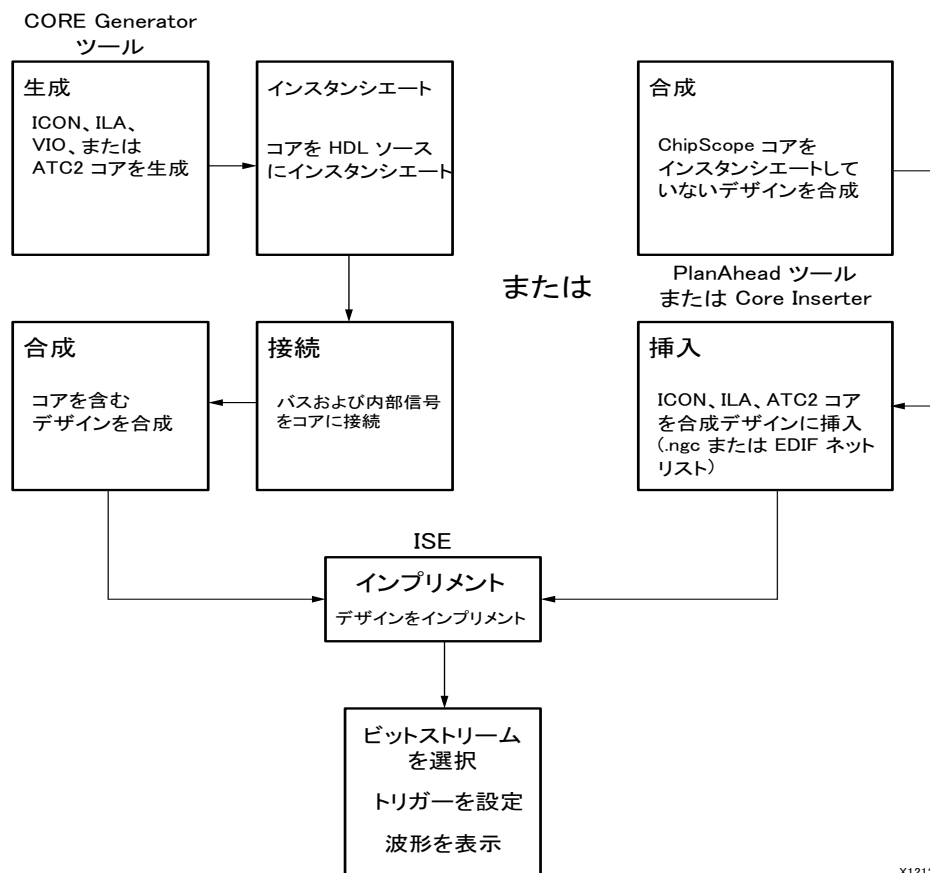 CORE Generator
ツール
生成
ICON、ILA、
VIO、または
ATC2 コアを生成
インスタンシエート
コアを HDL ソース
にインスタンシエート
接続
バスおよび内部信号
をコアに接続
合成
コアを含む
デザインを合成
または
合成
ChipScope コアを
インスタンシエートして
いないデザインを合成
PlanAhead ツール
または Core Inserter
挿入
ICON、ILA、ATC2 コア
を合成デザインに挿入
(.ngc または EDIF ネット
リスト)
ISE
インプリメント
デザインをインプリメント
ビットストリーム
を選択
トリガーを設定
波形を表示